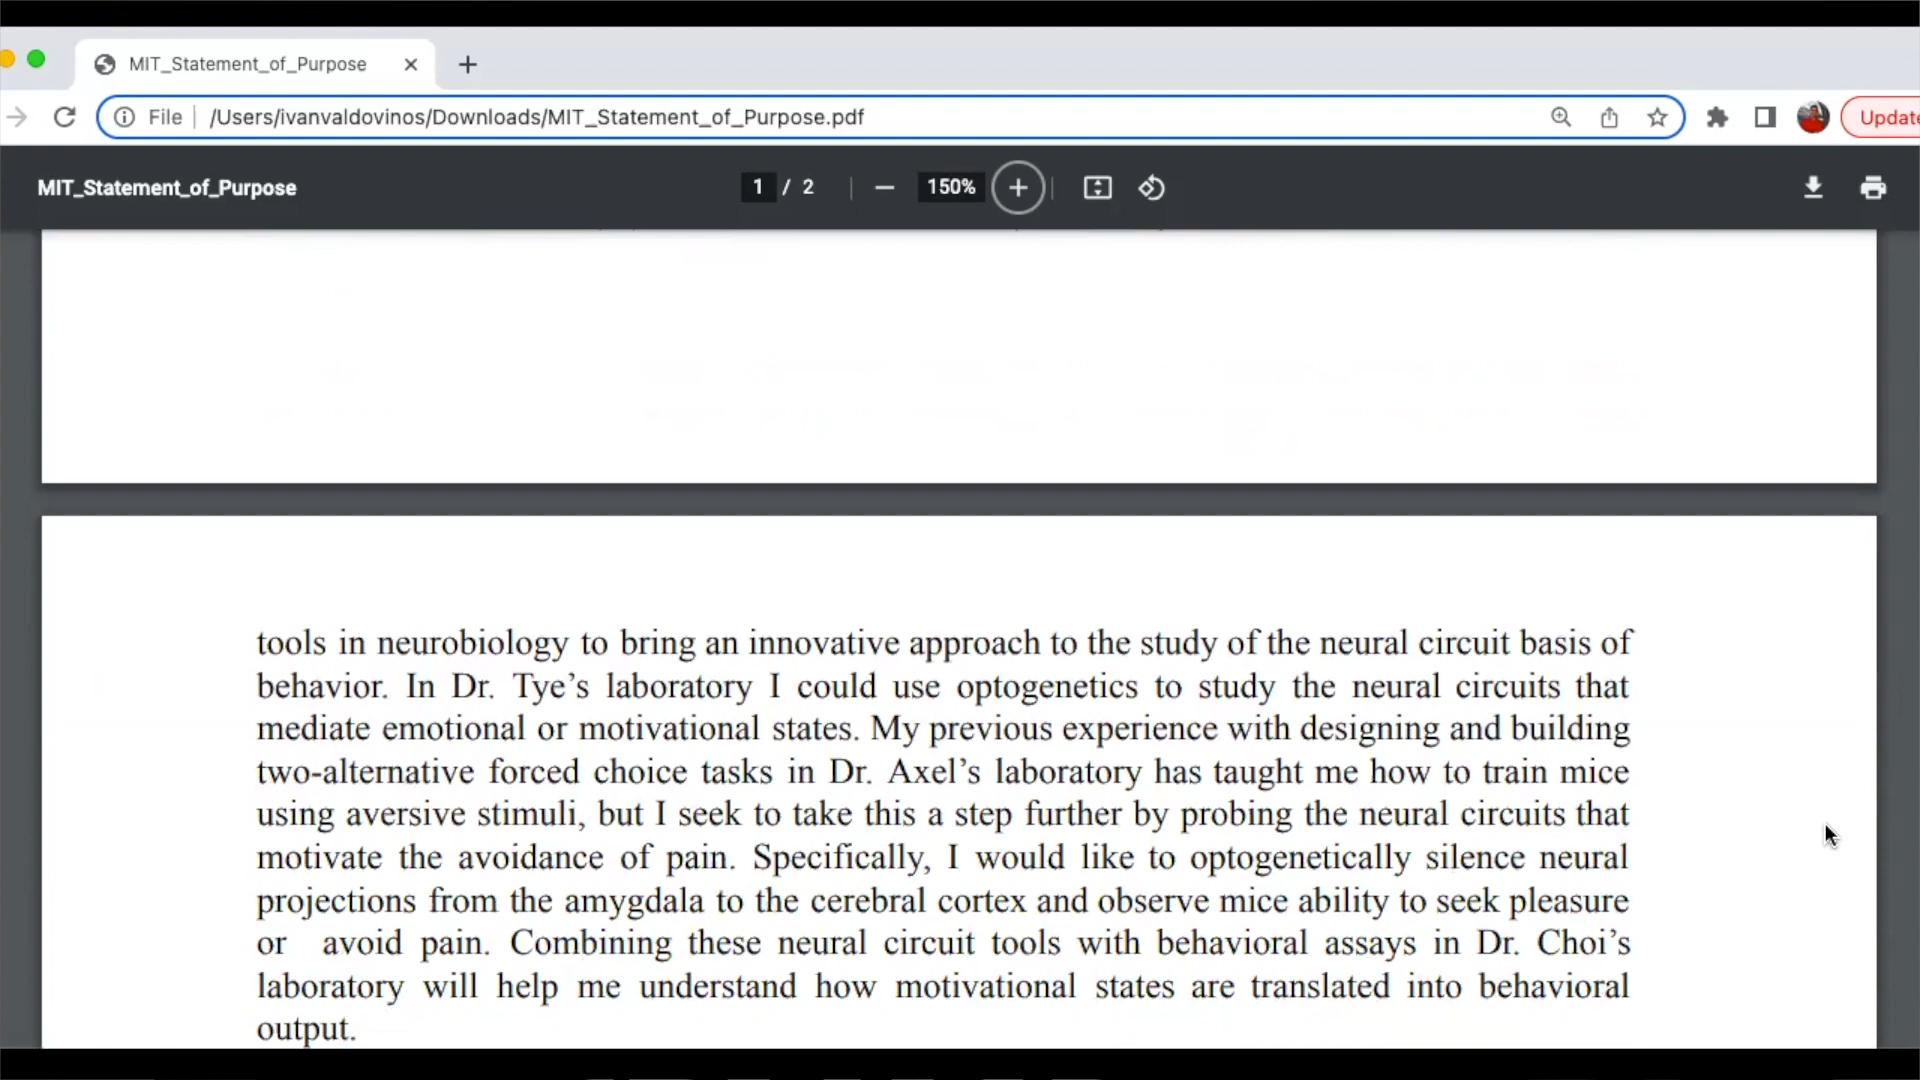 MIT_Statement_of_Purpose
File /Users/ivanvaldovinos/Downloads/MIT_Statement_of_Purpose.pdf
Update
MIT_Statement_of_Purpose
1 / 2
150%
tools in neurobiology to bring an innovative approach to the study of the neural circuit basis of
behavior. In Dr. Tye’s laboratory I could use optogenetics to study the neural circuits that
mediate emotional or motivational states. My previous experience with designing and building
two-alternative forced choice tasks in Dr. Axel’s laboratory has taught me how to train mice
using aversive stimuli, but I seek to take this a step further by probing the neural circuits that
motivate the avoidance of pain. Specifically, I would like to optogenetically silence neural
projections from the amygdala to the cerebral cortex and observe mice ability to seek pleasure
or avoid pain. Combining these neural circuit tools with behavioral assays in Dr. Choi’s
laboratory will help me understand how motivational states are translated into behavioral
output.